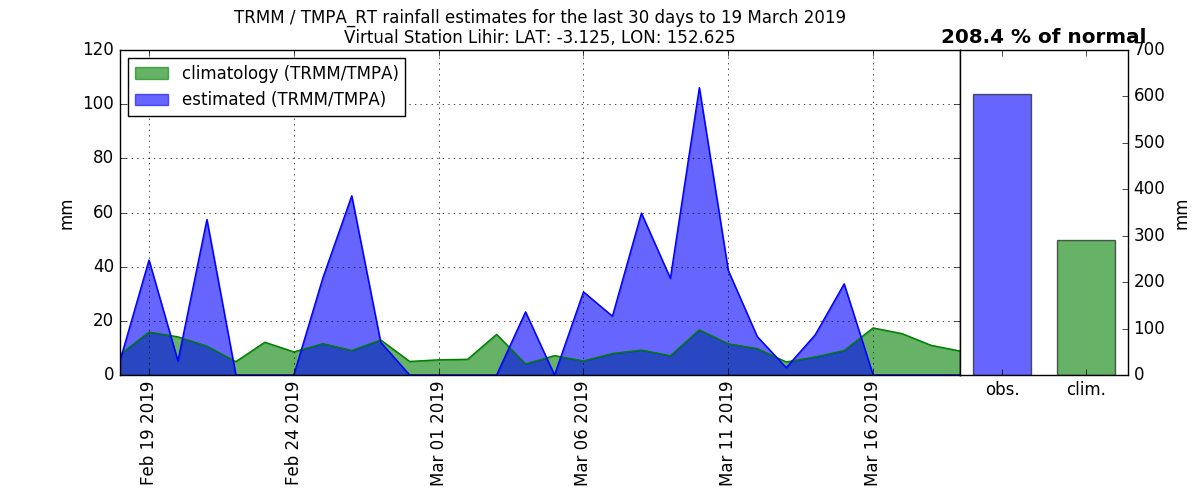 TRMM / TMPA_RT rainfall estimates for the last 30 days to 19 March 2019
Virtual Station Lihir: LAT: -3.125, LON: 152.625
208.4 % of normal
climatology (TRMM/TMPA)
estimated (TRMM/TMPA)
mm
120
100
80
60
40
20
0
Feb 19 2019
Feb 24 2019
Mar 01 2019
Mar 06 2019
Mar 11 2019
Mar 16 2019
obs.
clim.
700
600
500
400
300
200
100
0
mm